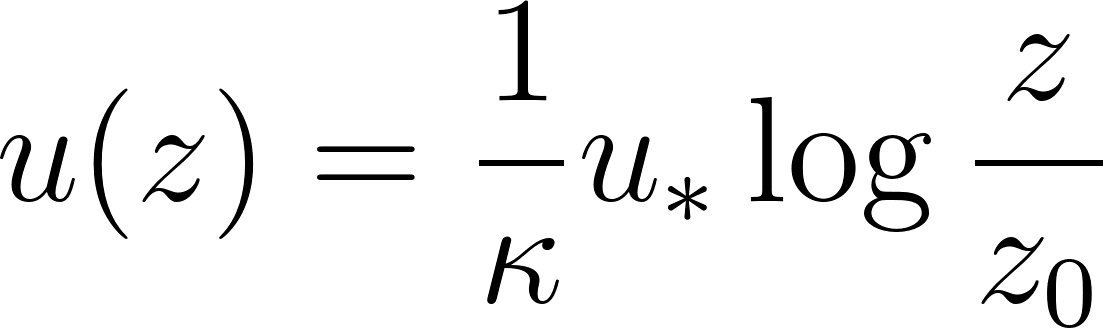 u(z) = \frac{1}{\kappa} u_* \log \frac{z}{z_0}